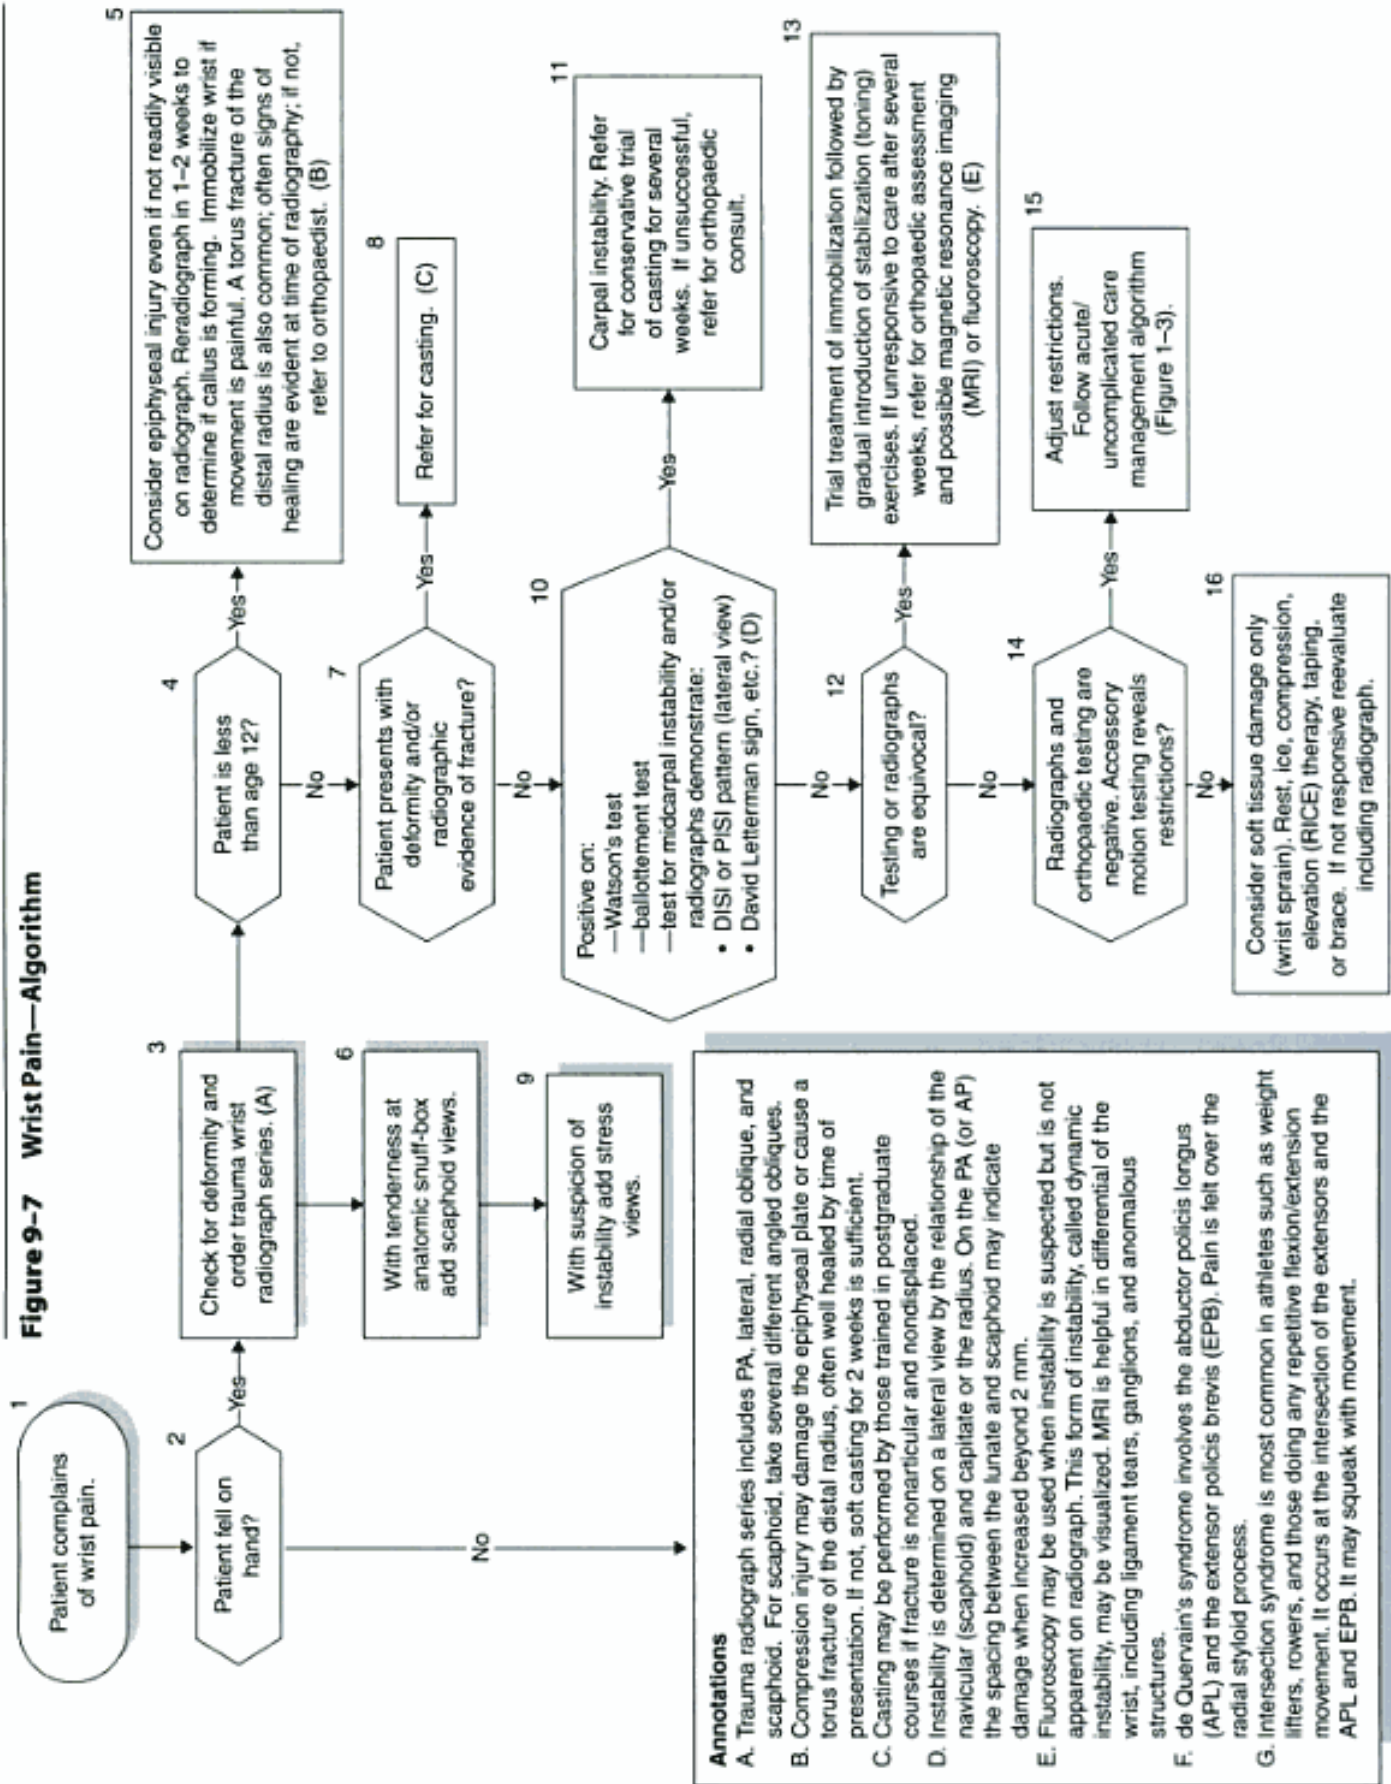 Figure 9–7 Wrist Pain—Algorithm
1
Patient complains
of wrist pain.
2
Patient fell on
hand?
Yes
No
3
Check for deformity and
order trauma wrist
radiograph series. (A)
4
Patient is less
than age 12?
Yes
No
5
Consider epiphyseal injury even if not readily visible
on radiograph. Reradiograph in 1–2 weeks to
determine if callus is forming. Immobilize wrist if
movement is painful. A torus fracture of the
distal radius is also common; often signs of
healing are evident at time of radiography; if not,
refer to orthopaedist. (B)
6
With tenderness at
anatomic snuff-box
add scaphoid views.
7
Patient presents with
deformity and/or
radiographic
evidence of fracture?
Yes
No
8
Refer for casting. (C)
9
With suspicion of
instability add stress
views.
10
Positive on:
—Watson's test
—ballottement test
—test for midcarpal instability and/or
radiographs demonstrate:
• DISI or PISI pattern (lateral view)
• David Letterman sign, etc.? (D)
Yes
No
11
Carpal instability. Refer
for conservative trial
of casting for several
weeks. If unsuccessful,
refer for orthopaedic
consult.
12
Testing or radiographs
are equivocal?
Yes
No
13
Trial treatment of immobilization followed by
gradual introduction of stabilization (toning)
exercises. If unresponsive to care after several
weeks, refer for orthopaedic assessment
and possible magnetic resonance imaging
(MRI) or fluoroscopy. (E)
14
Radiographs and
orthopaedic testing are
negative. Accessory
motion testing reveals
restrictions?
Yes
No
15
Adjust restrictions.
Follow acute/
uncomplicated care
management algorithm
(Figure 1–3).
16
Consider soft tissue damage only
(wrist sprain). Rest, ice, compression,
elevation (RICE) therapy, taping,
or brace. If not responsive reevaluate
including radiograph.
Annotations
A. Trauma radiograph series includes PA, lateral, radial oblique, and
scaphoid. For scaphoid, take several different angled obliques.
B. Compression injury may damage the epiphyseal plate or cause a
torus fracture of the distal radius, often well healed by time of
presentation. If not, soft casting for 2 weeks is sufficient.
C. Casting may be performed by those trained in postgraduate
courses if fracture is nonarticular and nondisplaced.
D. Instability is determined on a lateral view by the relationship of the
navicular (scaphoid) and capitate or the radius. On the PA (or AP)
the spacing between the lunate and scaphoid may indicate
damage when increased beyond 2 mm.
E. Fluoroscopy may be used when instability is suspected but is not
apparent on radiograph. This form of instability, called dynamic
instability, may be visualized. MRI is helpful in differential of the
wrist, including ligament tears, ganglions, and anomalous
structures.
F. de Quervain's syndrome involves the abductor policis longus
(APL) and the extensor policis brevis (EPB). Pain is felt over the
radial styloid process.
G. Intersection syndrome is most common in athletes such as weight
lifters, rowers, and those doing any repetitive flexion/extension
movement. It occurs at the intersection of the extensors and the
APL and EPB. It may squeak with movement.